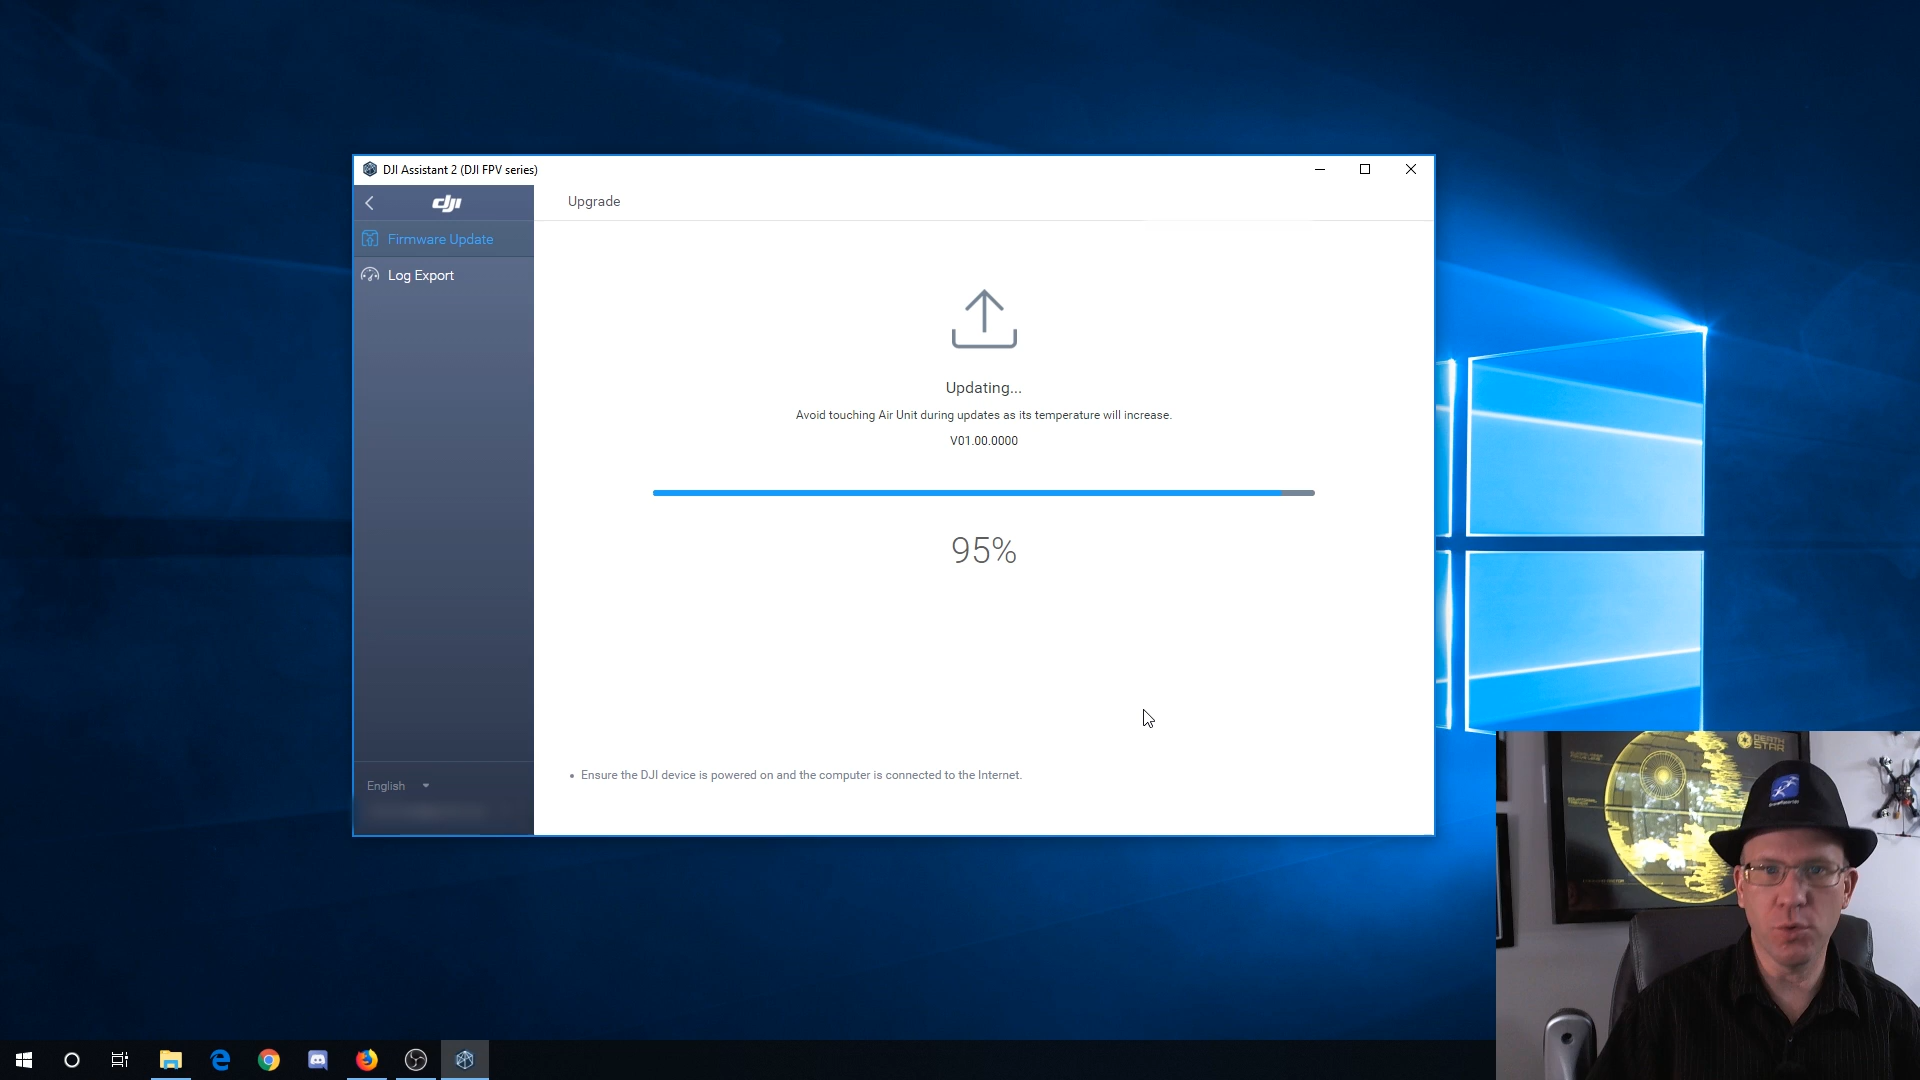 DJI Assistant 2 (DJI FPV series)
dji
Upgrade
Firmware Update
Log Export
Updating...
Avoid touching Air Unit during updates as its temperature will increase.
V01.00.0000
95%
• Ensure the DJI device is powered on and the computer is connected to the Internet.
English
DEATH
STAR